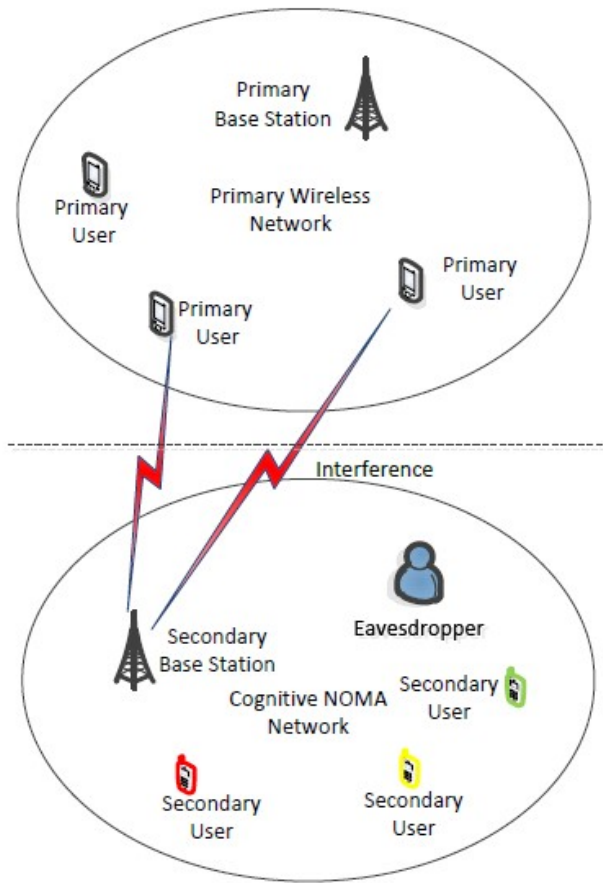 Primary
Base Station
Primary
User
Primary Wireless
Network
Primary
User
Primary
User
Interference
Eavesdropper
Secondary
Base Station
Secondary
User
Cognitive NOMA
Network
Secondary
User
Secondary
User